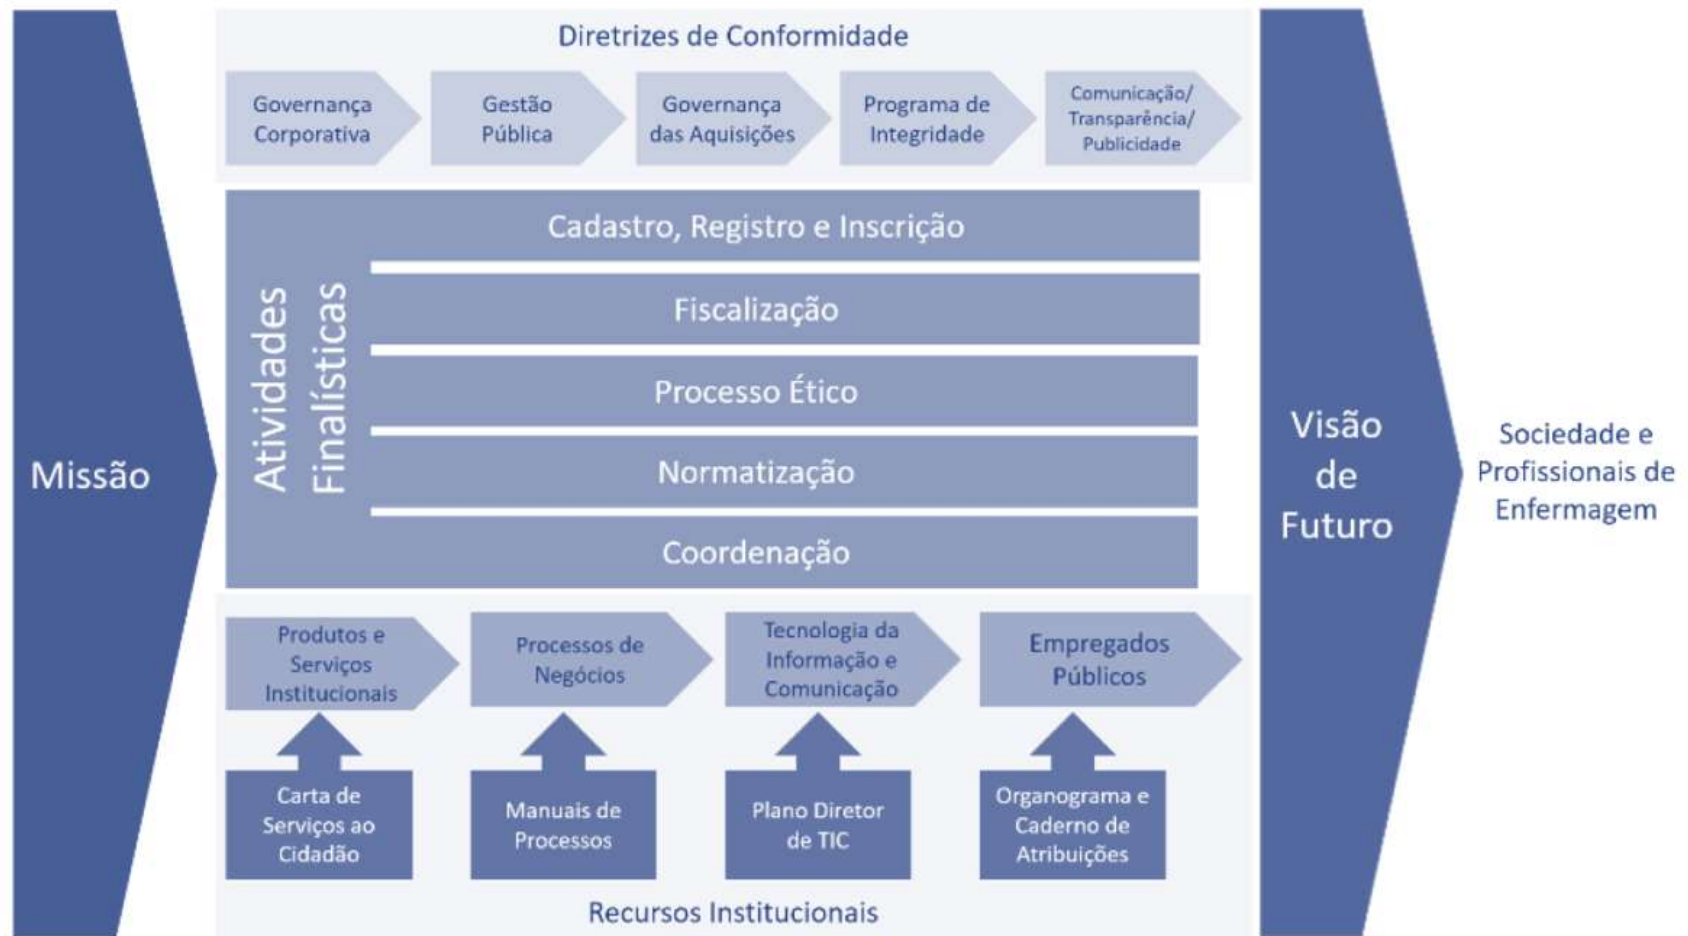 Missão
Diretrizes de Conformidade
Governança
Corporativa
Gestão
Pública
Governança
das Aquisições
Programa de
Integridade
Comunicação/
Transparência/
Publicidade
Atividades
Finalísticas
Cadastro, Registro e Inscrição
Fiscalização
Processo Ético
Normatização
Coordenação
Produtos e
Serviços
Institucionais
Processos de
Negócios
Tecnologia da
Informação e
Comunicação
Empregados
Públicos
Carta de
Serviços ao
Cidadão
Manuais de
Processos
Plano Diretor
de TIC
Organograma e
Caderno de
Atribuições
Recursos Institucionais
Visão
de
Futuro
Sociedade e
Profissionais de
Enfermagem